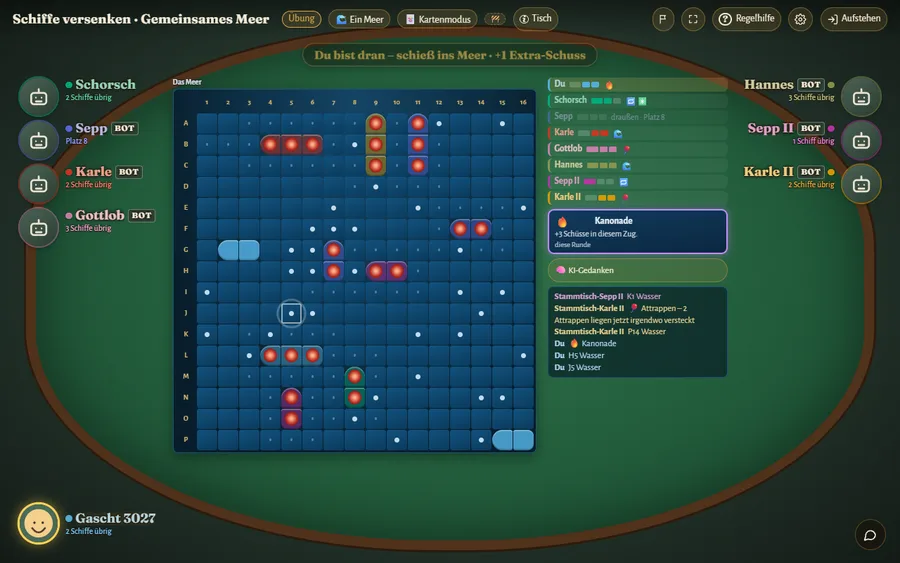 Schiffe versenken · Gemeinsames Meer
Übung
Ein Meer
Kartenmodus
Tisch
Regelhilfe
Aufstehen
Du bist dran – schieß ins Meer · +1 Extra-Schuss
Schorsch
2 Schiffe übrig
Sepp BOT
Platz 8
Karle BOT
2 Schiffe übrig
Gottlob BOT
3 Schiffe übrig
Das Meer
1 2 3 4 5 6 7 8 9 10 11 12 13 14 15 16
A
B
C
D
E
F
G
H
I
J
K
L
M
N
O
P
Du
Schorsch
Sepp draußen · Platz 8
Karle
Gottlob
Hannes
Sepp II
Karle II
Kanonade
+3 Schüsse in diesem Zug.
diese Runde
KI-Gedanken
Stammtisch-Sepp II K1 Wasser
Stammtisch-Karle II Attrappen – 2
Attrappen liegen jetzt irgendwo versteckt
Stammtisch-Karle II P14 Wasser
Du Kanonade
Du H5 Wasser
Du J5 Wasser
Hannes BOT
3 Schiffe übrig
Sepp II BOT
1 Schiff übrig
Karle II BOT
2 Schiffe übrig
Gascht 3027
2 Schiffe übrig